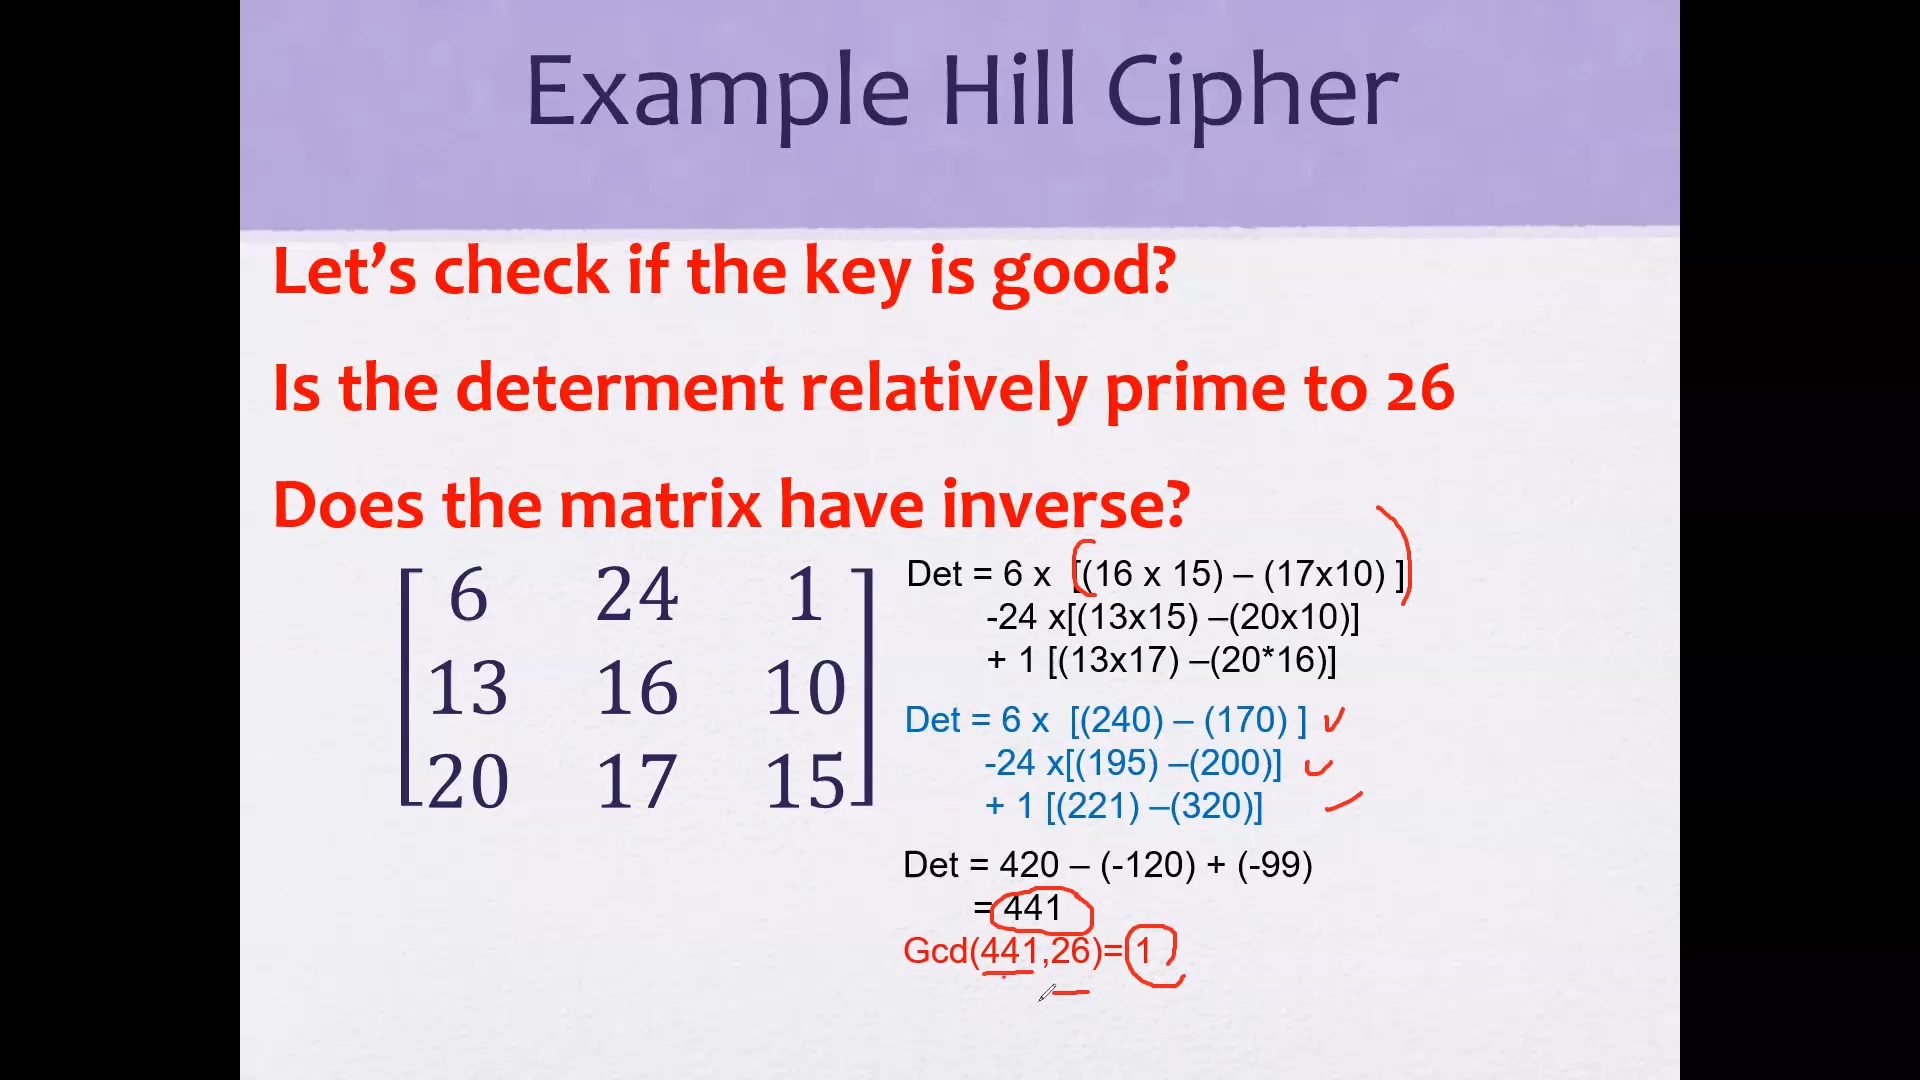 Example Hill Cipher
Let’s check if the key is good?
Is the determent relatively prime to 26
Does the matrix have inverse?
6 24 1
13 16 10
20 17 15
Det = 6 x [(16 x 15) – (17x10) ]
-24 x[(13x15) –(20x10)]
+ 1 [(13x17) –(20*16)]
Det = 6 x [(240) – (170) ]
-24 x[(195) –(200)]
+ 1 [(221) –(320)]
Det = 420 – (-120) + (-99)
= 441
Gcd(441,26)= 1